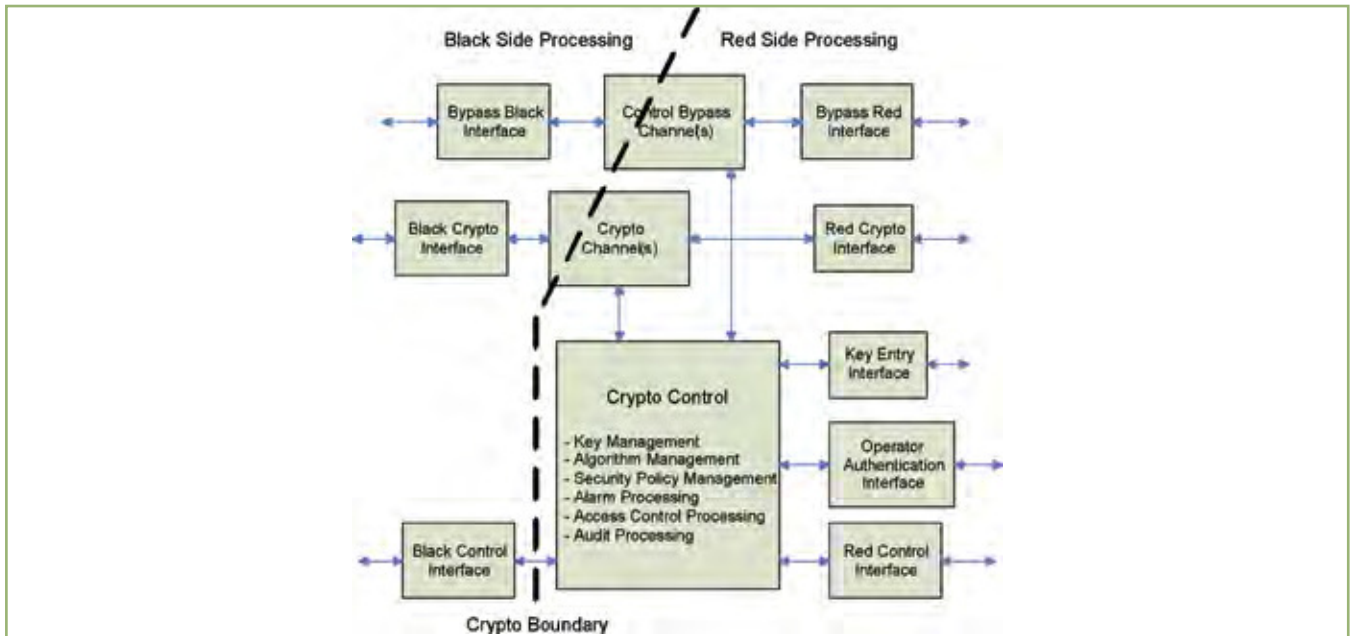 Black Side Processing
Red Side Processing
Bypass Black
Interface
Control Bypass
Channel(s)
Bypass Red
Interface
Black Crypto
Interface
Crypto
Channel(s)
Red Crypto
Interface
Key Entry
Interface
Crypto Control
- Key Management
- Algorithm Management
- Security Policy Management
- Alarm Processing
- Access Control Processing
- Audit Processing
Operator
Authentication
Interface
Black Control
Interface
Red Control
Interface
Crypto Boundary